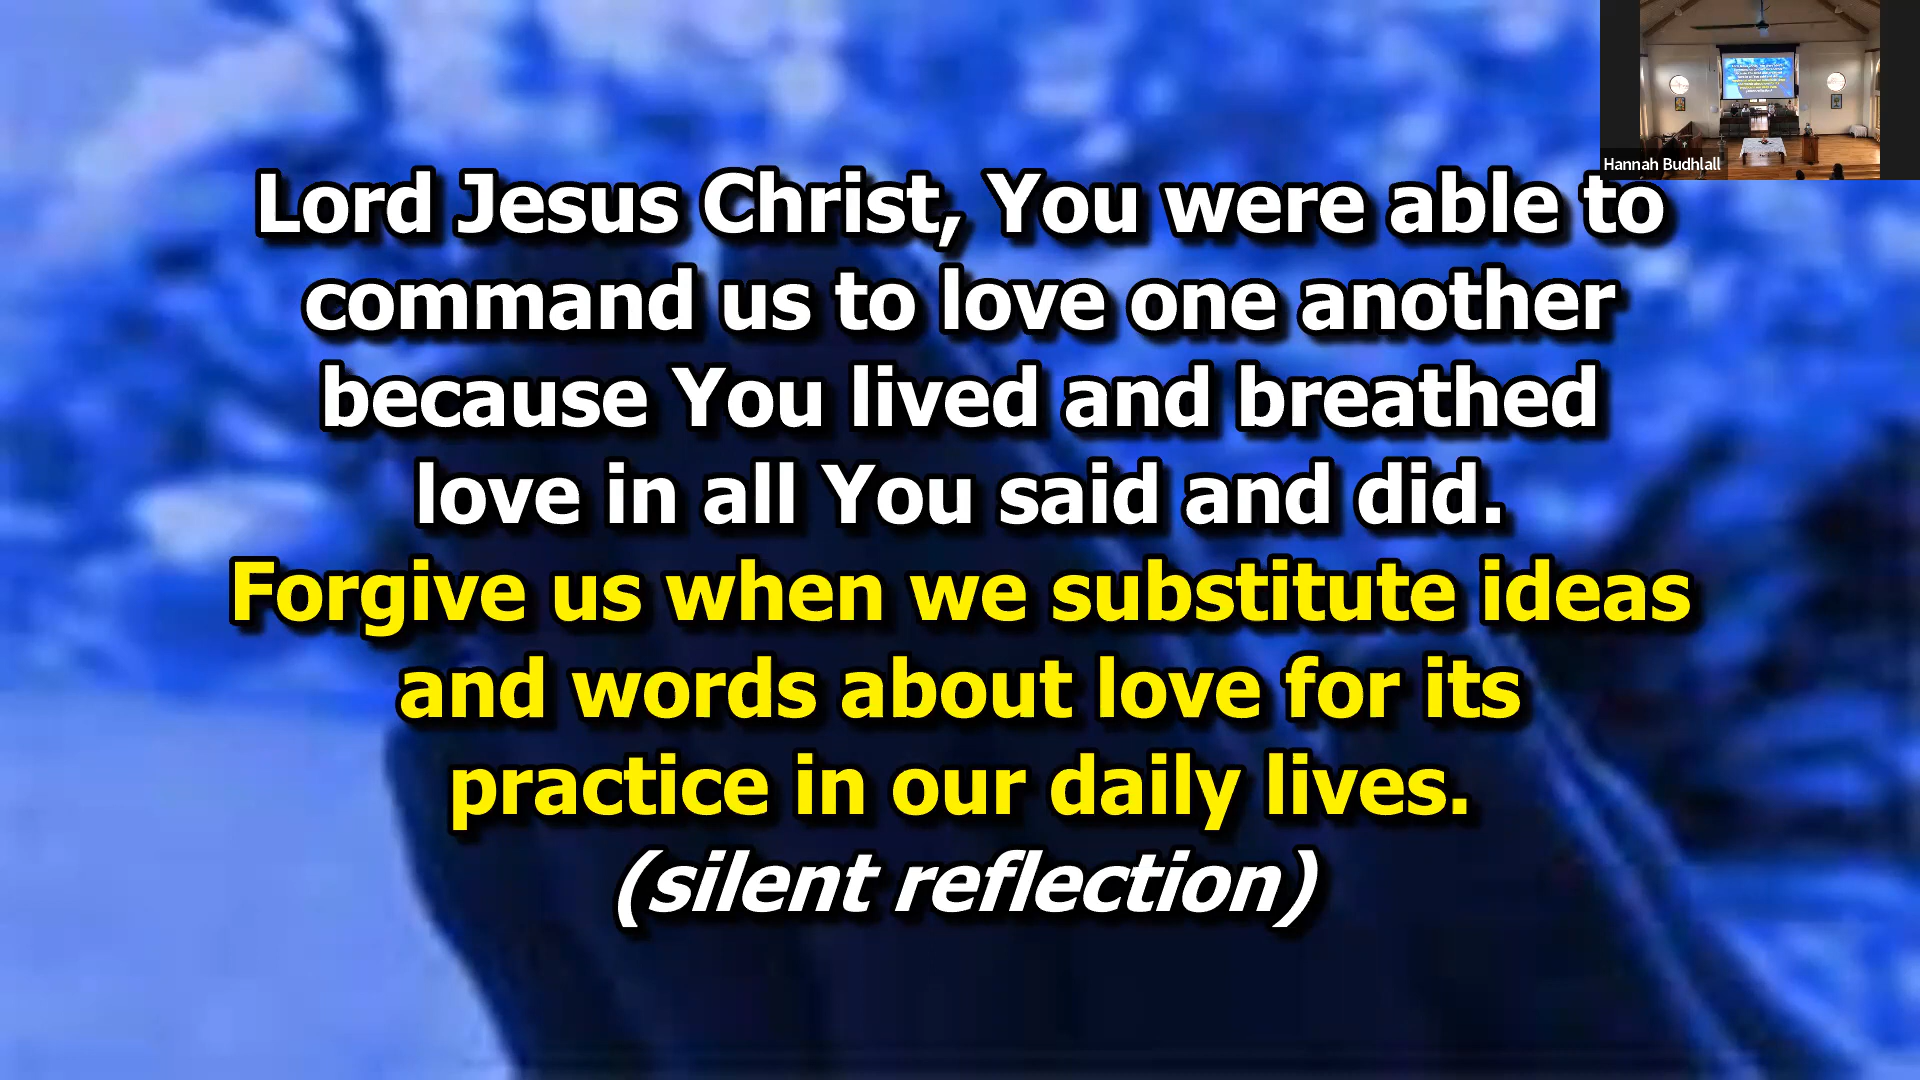 Hannah Budhlall
Lord Jesus Christ, You were able to
command us to love one another
because You lived and breathed
love in all You said and did.
Forgive us when we substitute ideas
and words about love for its
practice in our daily lives.
(silent reflection)